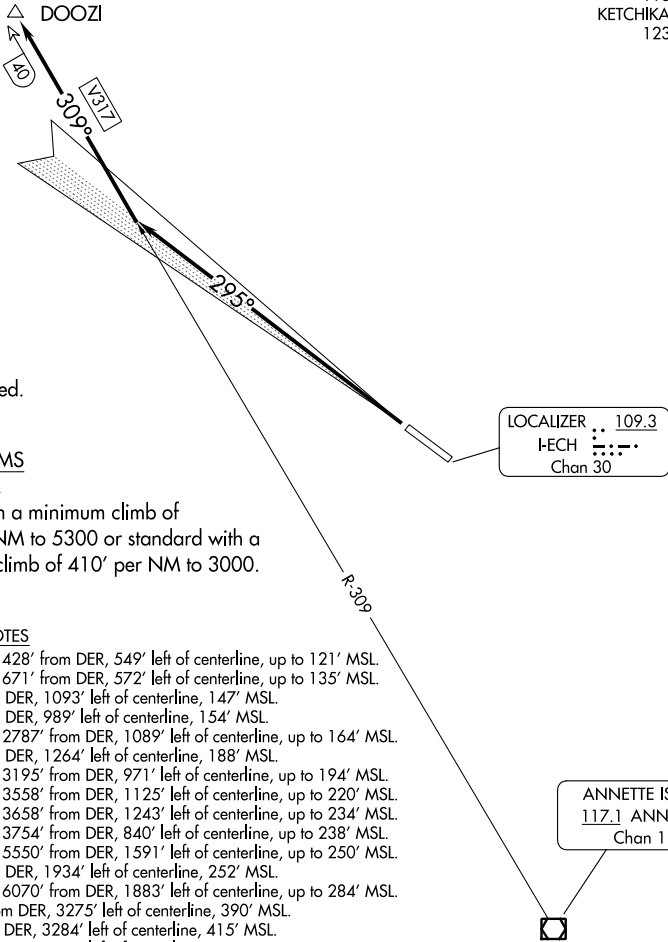 DOOZI
KETCHIKA
123
40
V317
309°
295°
ed.
LOCALIZER 109.3
I-ECH
Chan 30
MS
n a minimum climb of
NM to 5300 or standard with a
climb of 410' per NM to 3000.
R-309
OTES
428' from DER, 549' left of centerline, up to 121' MSL.
671' from DER, 572' left of centerline, up to 135' MSL.
DER, 1093' left of centerline, 147' MSL.
DER, 989' left of centerline, 154' MSL.
2787' from DER, 1089' left of centerline, up to 164' MSL.
DER, 1264' left of centerline, 188' MSL.
3195' from DER, 971' left of centerline, up to 194' MSL.
3558' from DER, 1125' left of centerline, up to 220' MSL.
3658' from DER, 1243' left of centerline, up to 234' MSL.
3754' from DER, 840' left of centerline, up to 238' MSL.
5550' from DER, 1591' left of centerline, up to 250' MSL.
DER, 1934' left of centerline, 252' MSL.
6070' from DER, 1883' left of centerline, up to 284' MSL.
om DER, 3275' left of centerline, 390' MSL.
DER, 3284' left of centerline, 415' MSL.
ANNETTE IS
117.1 ANN
Chan 1